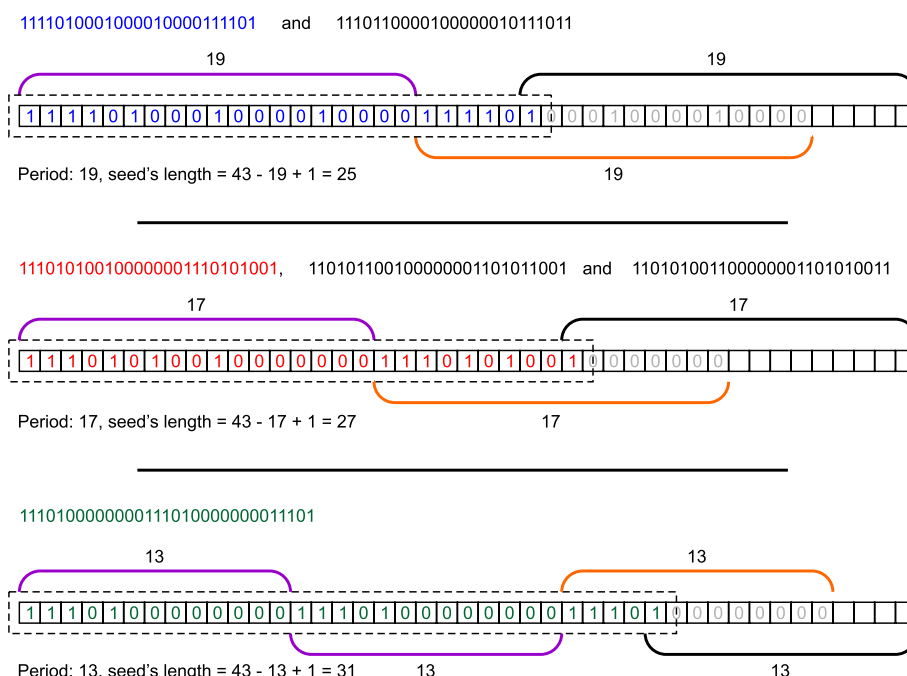 1111010001000010000111101 and 1110110000100000010111011
19 19
1 1 1 1 0 1 0 0 0 1 0 0 0 0 1 0 0 0 0 1 1 1 1 0 1 0 0 0 1 0 0 0 0 1 0 0 0 0
Period: 19, seed's length = 43 - 19 + 1 = 25 19
111010100100000001110101001, 110101100100000001101011001 and 110101001100000001101010011
17 17
1 1 1 0 1 0 1 0 0 1 0 0 0 0 0 0 0 1 1 1 0 1 0 1 0 0 1 0 0 0 0 0 0 0
Period: 17, seed's length = 43 - 17 + 1 = 27 17
1110100000000111010000000011101
13 13
1 1 1 0 1 0 0 0 0 0 0 0 0 1 1 1 0 1 0 0 0 0 0 0 0 0 1 1 1 0 1 0 0 0 0 0 0 0 0
Period: 13, seed's length = 43 - 13 + 1 = 31 13 13